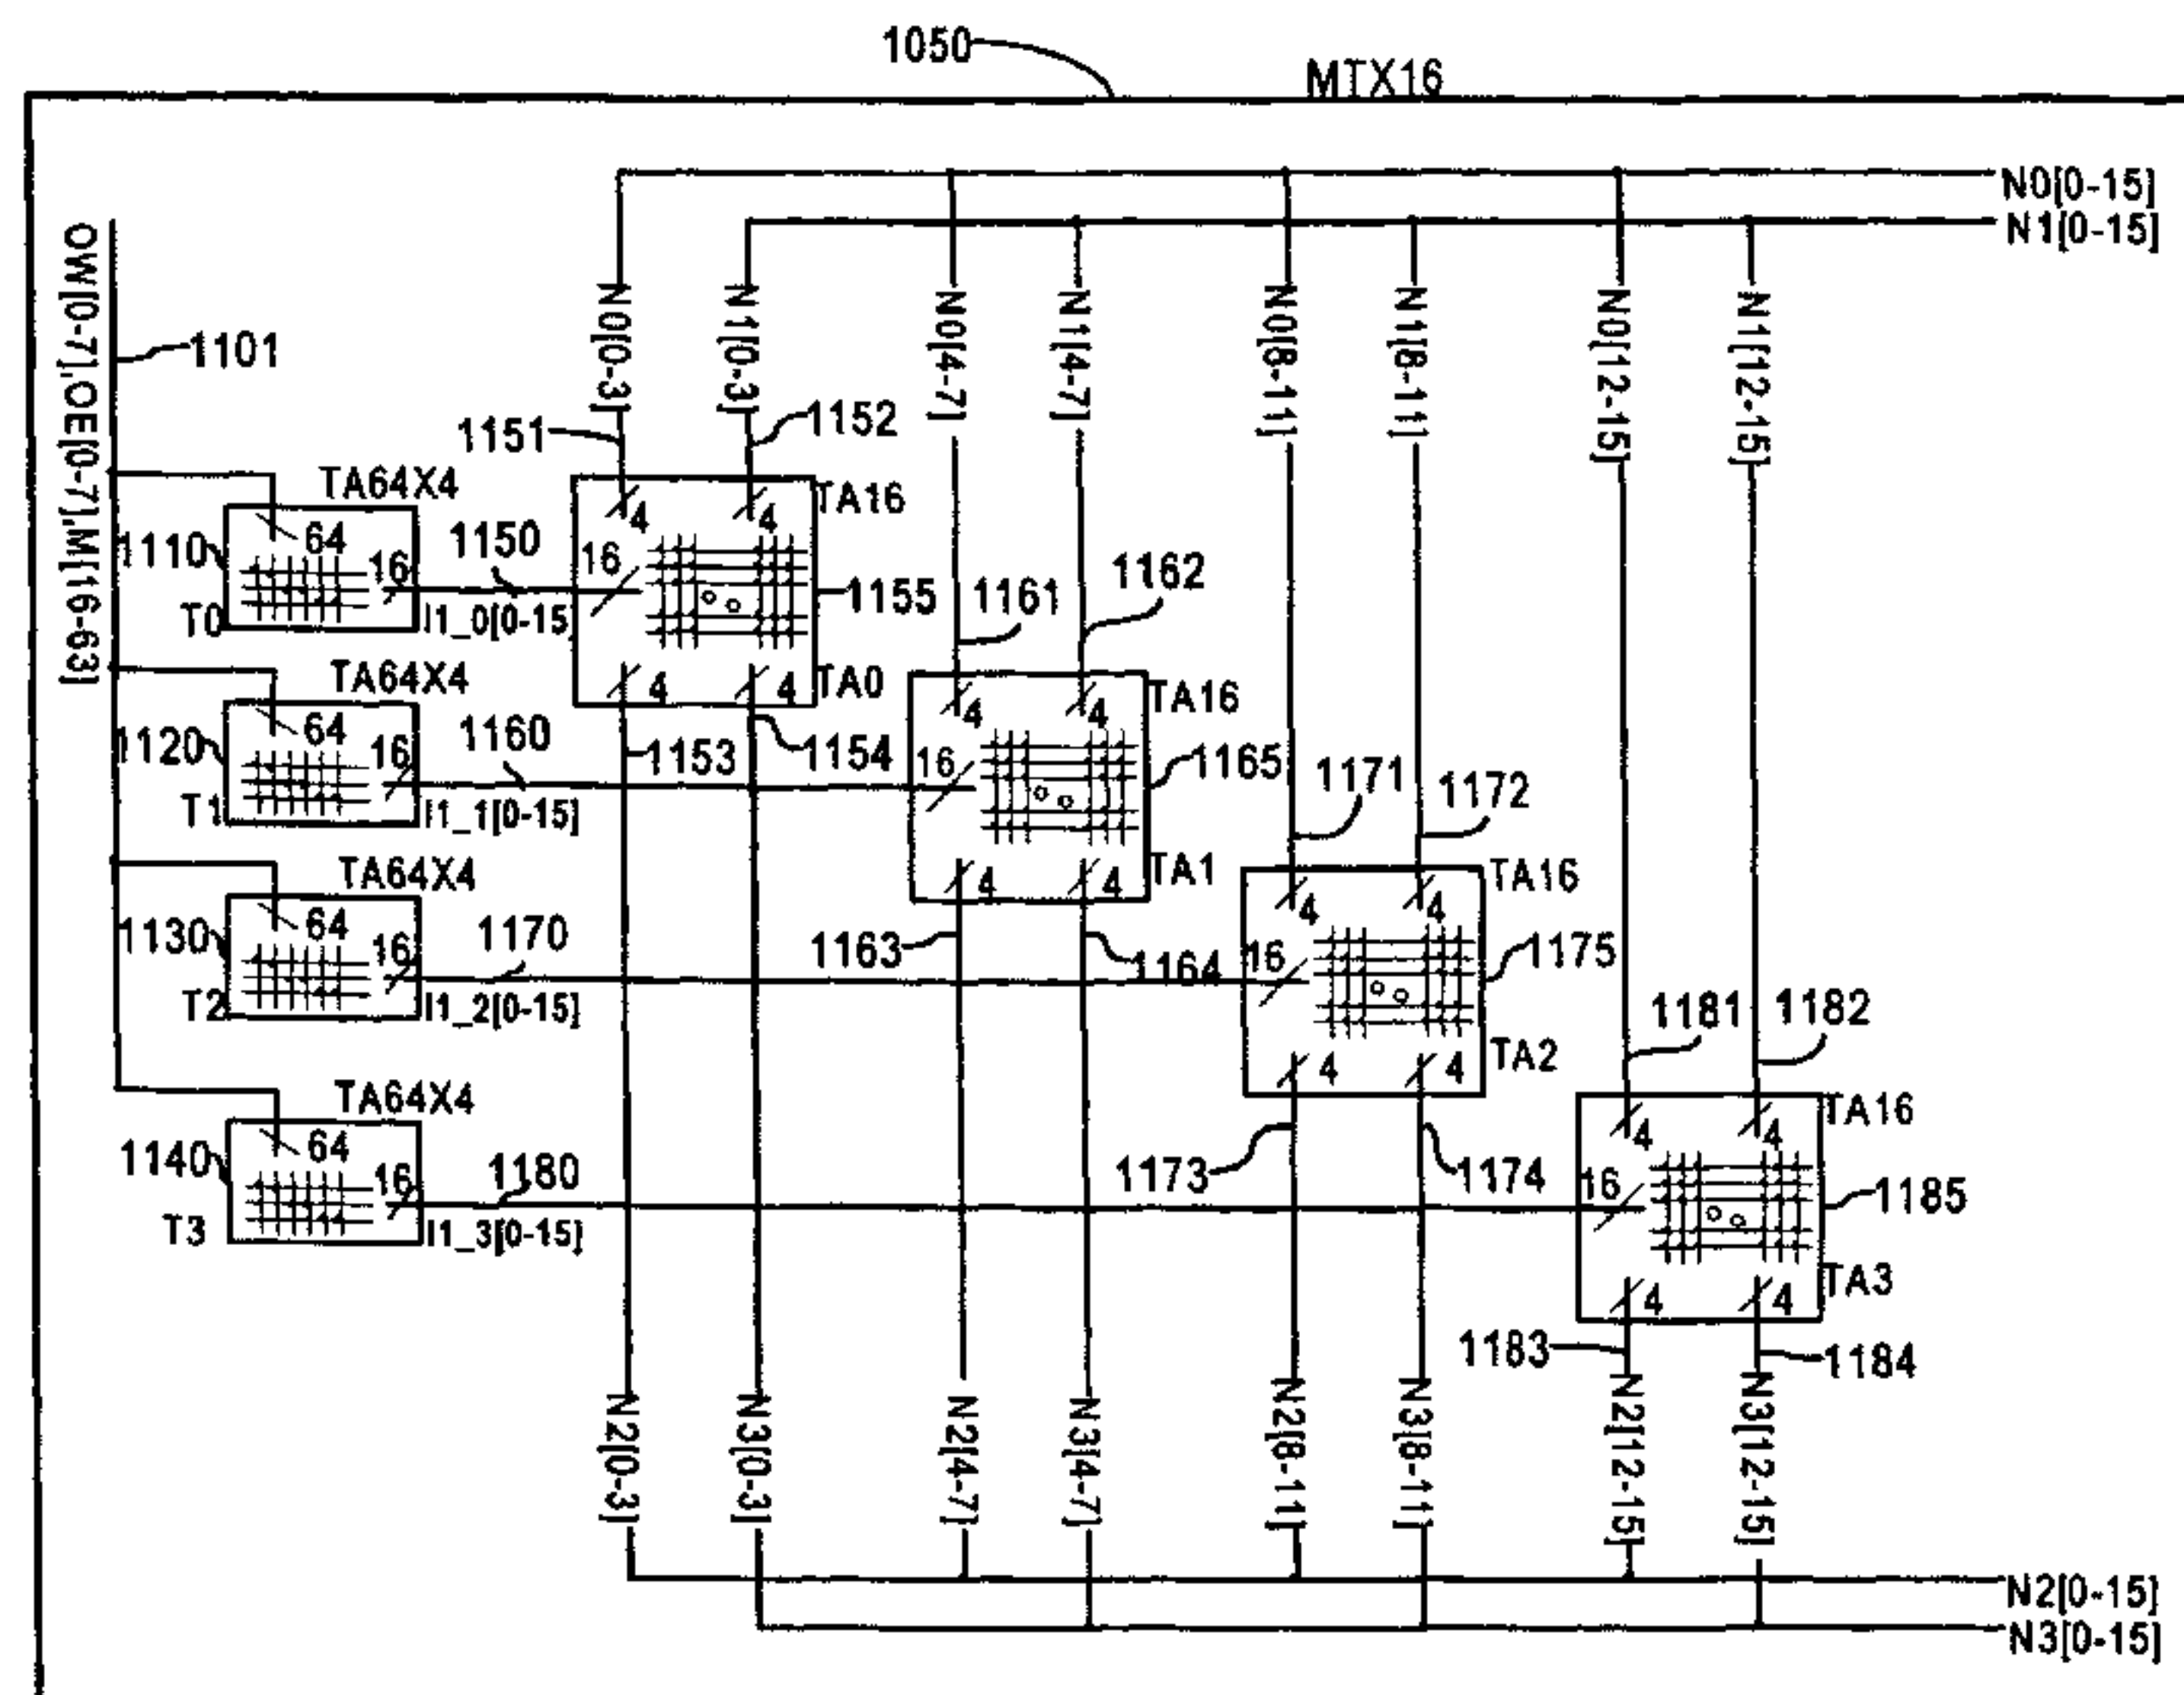 1050
MTX16
N0[0-15]
N1[0-15]
OW[0-7],OE[0-7],M[16-63]
1101
N0[0-3]
N1[0-3]
N0[4-7]
N1[4-7]
N0[8-11]
N1[8-11]
N0[12-15]
N1[12-15]
1151
1152
TA64X4
64
1110
16
T0
1150
I1_0[0-15]
4
4
TA16
16
1155
4
4
TA0
1161
1162
TA64X4
64
1120
16
T1
1160
I1_1[0-15]
1153
1154
4
4
TA16
16
1165
4
4
TA1
1171
1172
TA64X4
64
1130
16
T2
1170
I1_2[0-15]
1163
1164
4
4
TA16
16
1175
4
4
TA2
1181
1182
TA64X4
64
1140
16
T3
1180
I1_3[0-15]
1173
1174
4
4
TA16
16
1185
4
4
TA3
1183
1184
N2[0-3]
N3[0-3]
N2[4-7]
N3[4-7]
N2[8-11]
N3[8-11]
N2[12-15]
N3[12-15]
N2[0-15]
N3[0-15]